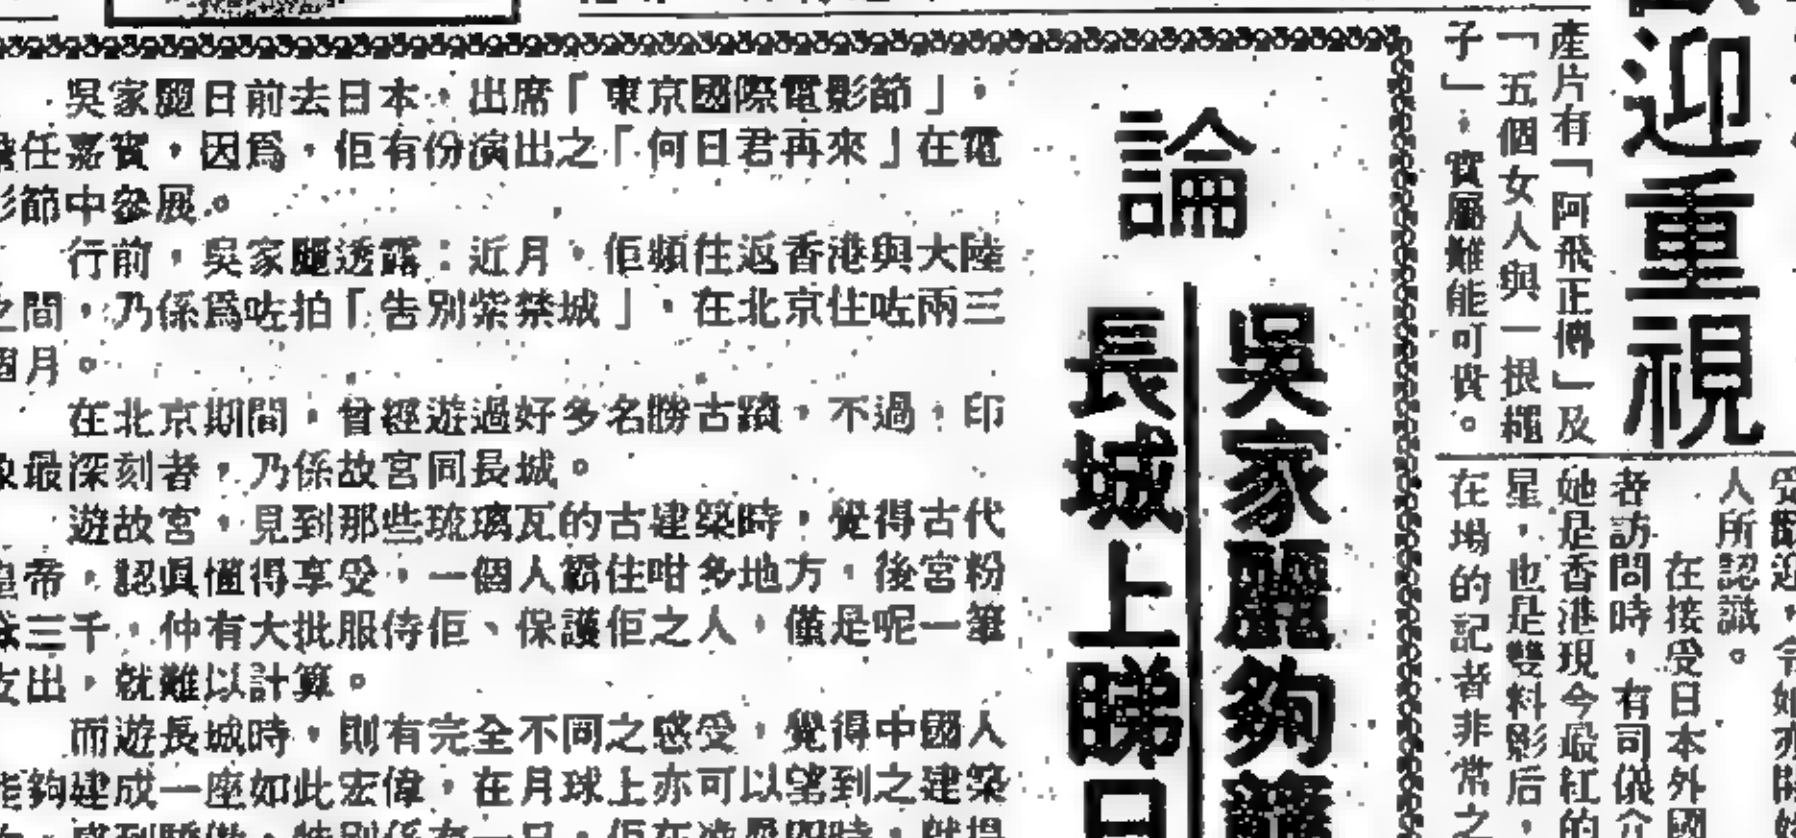 吳家麗日前去日本，出席「東京國際電影節」，
任嘉賓，因爲，佢有份演出之「何日君再來」在電
影節中參展。
行前，吳家麗透露：近月，佢頻住返香港與大陸
之間，乃係爲咗拍「告別紫禁城」，在北京住咗兩三
個月。
在北京期間，曾經遊過好多名勝古蹟，不過，印
象最深刻者，乃係故宮同長城。
遊故宮，見到那些琉璃瓦的古建築時，覺得古代
皇帝，認眞懂得享受，一個人霸住咁多地方，後宮粉
三千，仲有大批服侍佢、保護佢之人，僅是呢一筆
支出，就難以計算。
而遊長城時，則有完全不同之感受，覺得中國人
能夠建成一座如此宏偉，在月球上亦可以望到之建築
論
吳家麗夠
長城上睇日
迎重視
產片有「阿飛正傳」及
「五個女人與一根繩
子」，實屬難能可貴。
人所認識。
在接受日本外國
者訪問時，有司儀介
她是香港現今最紅的
星，也是雙料影后，
在場的記者非常之